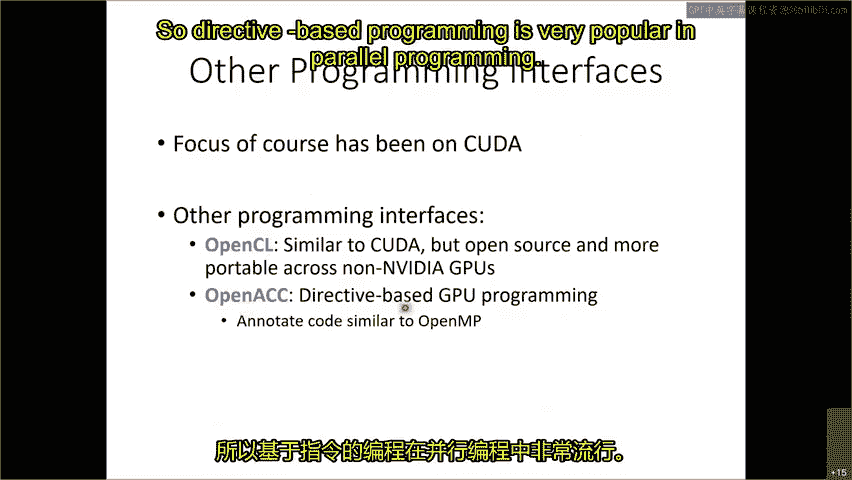 So directive -based programming is very popular in
parallel programming.
Other Programming Interfaces
• Focus of course has been on CUDA
• Other programming interfaces:
• OpenCL: Similar to CUDA, but open source and more
portable across non-NVIDIA GPUs
• OpenACC: Directive-based GPU programming
• Annotate code similar to OpenMP
所以基于指令的编程在并行编程中非常流行。
+15